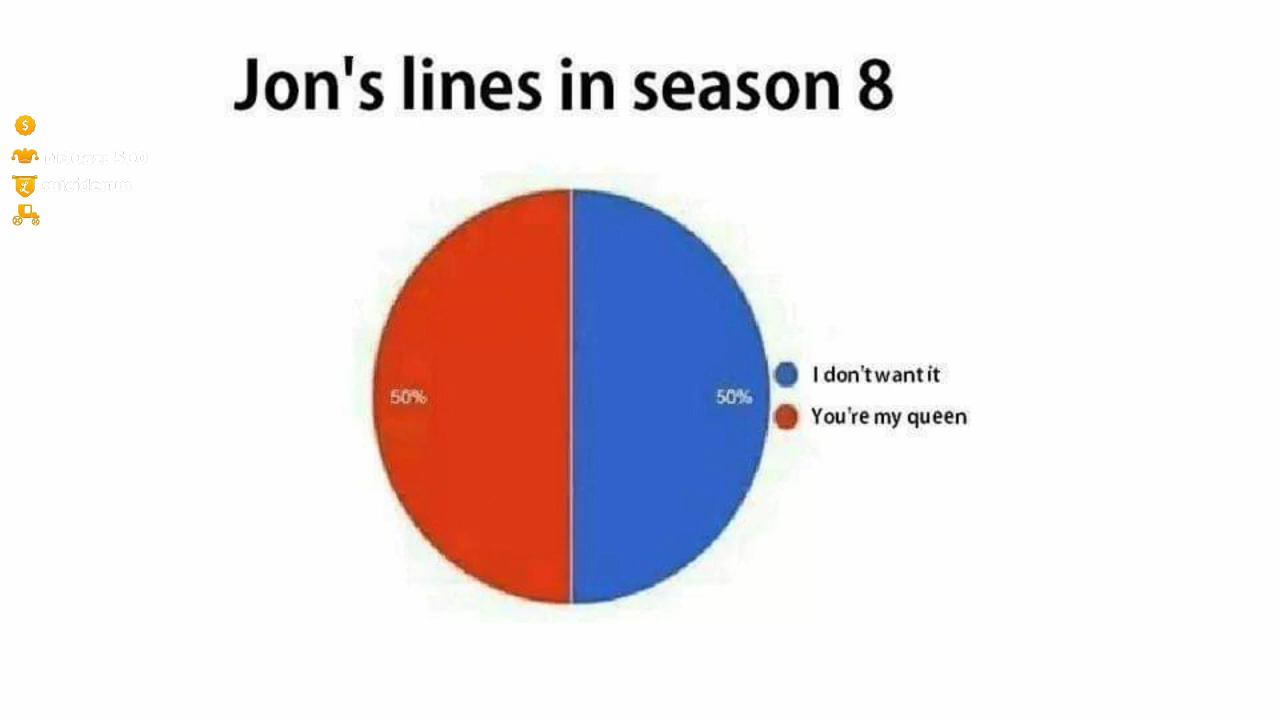 Jon's lines in season 8
50%
50%
I don't want it
You're my queen